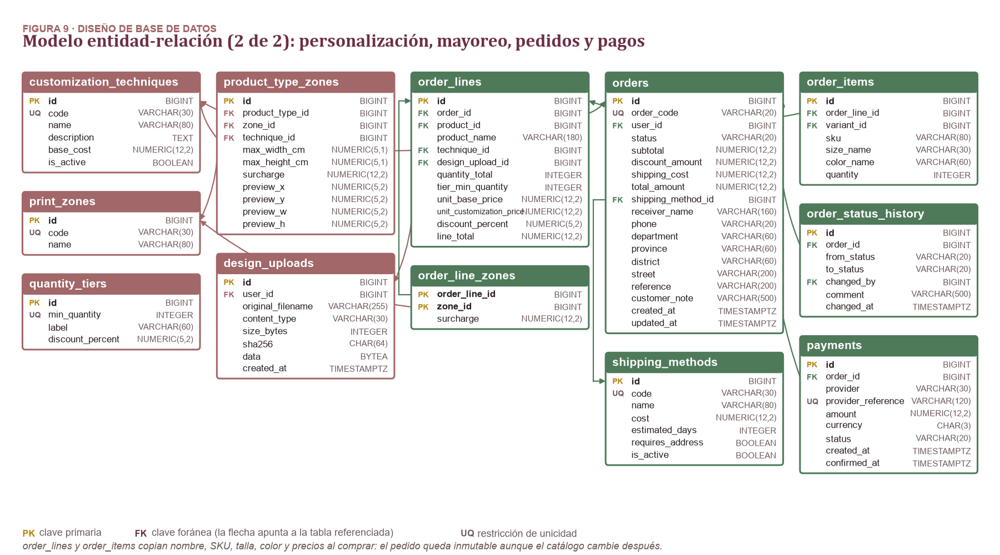 FIGURA 9 · DISEÑO DE BASE DE DATOS
Modelo entidad-relación (2 de 2): personalización, mayoreo, pedidos y pagos
customization_techniques
PK id BIGINT
UQ code VARCHAR(30)
name VARCHAR(80)
description TEXT
base_cost NUMERIC(12,2)
is_active BOOLEAN
print_zones
PK id BIGINT
UQ code VARCHAR(30)
name VARCHAR(80)
quantity_tiers
PK id BIGINT
UQ min_quantity INTEGER
label VARCHAR(60)
discount_percent NUMERIC(5,2)
product_type_zones
PK id BIGINT
FK product_type_id BIGINT
FK zone_id BIGINT
FK technique_id BIGINT
max_width_cm NUMERIC(5,1)
max_height_cm NUMERIC(5,1)
surcharge NUMERIC(12,2)
preview_x NUMERIC(5,2)
preview_y NUMERIC(5,2)
preview_w NUMERIC(5,2)
preview_h NUMERIC(5,2)
design_uploads
PK id BIGINT
FK user_id BIGINT
original_filename VARCHAR(255)
content_type VARCHAR(30)
size_bytes INTEGER
sha256 CHAR(64)
data BYTEA
created_at TIMESTAMPTZ
order_lines
PK id BIGINT
FK order_id BIGINT
FK product_id BIGINT
product_name VARCHAR(180)
FK technique_id BIGINT
FK design_upload_id BIGINT
quantity_total INTEGER
tier_min_quantity INTEGER
unit_base_price NUMERIC(12,2)
unit_customization_price NUMERIC(12,2)
discount_percent NUMERIC(5,2)
line_total NUMERIC(12,2)
order_line_zones
PK order_line_id BIGINT
PK zone_id BIGINT
surcharge NUMERIC(12,2)
orders
PK id BIGINT
UQ order_code VARCHAR(20)
FK user_id BIGINT
status VARCHAR(20)
subtotal NUMERIC(12,2)
discount_amount NUMERIC(12,2)
shipping_cost NUMERIC(12,2)
total_amount NUMERIC(12,2)
FK shipping_method_id BIGINT
receiver_name VARCHAR(160)
phone VARCHAR(20)
department VARCHAR(60)
province VARCHAR(60)
district VARCHAR(60)
street VARCHAR(200)
reference VARCHAR(200)
customer_note VARCHAR(500)
created_at TIMESTAMPTZ
updated_at TIMESTAMPTZ
shipping_methods
PK id BIGINT
UQ code VARCHAR(30)
name VARCHAR(80)
cost NUMERIC(12,2)
estimated_days INTEGER
requires_address BOOLEAN
is_active BOOLEAN
order_items
PK id BIGINT
FK order_line_id BIGINT
FK variant_id BIGINT
sku VARCHAR(80)
size_name VARCHAR(30)
color_name VARCHAR(60)
quantity INTEGER
order_status_history
PK id BIGINT
FK order_id BIGINT
from_status VARCHAR(20)
to_status VARCHAR(20)
FK changed_by BIGINT
comment VARCHAR(500)
changed_at TIMESTAMPTZ
payments
PK id BIGINT
FK order_id BIGINT
provider VARCHAR(30)
UQ provider_reference VARCHAR(120)
amount NUMERIC(12,2)
currency CHAR(3)
status VARCHAR(20)
created_at TIMESTAMPTZ
confirmed_at TIMESTAMPTZ
PK clave primaria FK clave foránea (la flecha apunta a la tabla referenciada) UQ restricción de unicidad
order_lines y order_items copian nombre, SKU, talla, color y precios al comprar: el pedido queda inmutable aunque el catálogo cambie después.